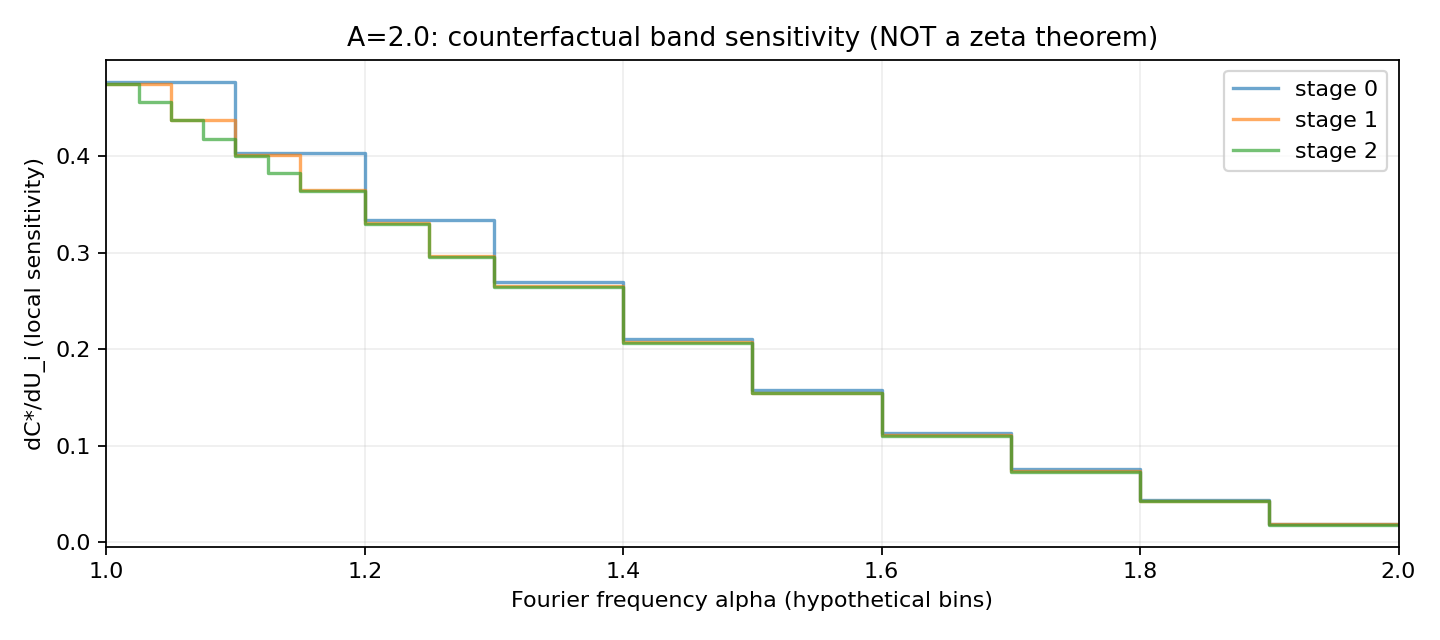 A=2.0: counterfactual band sensitivity (NOT a zeta theorem)
stage 0
stage 1
stage 2
dC*/dU_i (local sensitivity)
0.4
0.3
0.2
0.1
0.0
1.0 1.2 1.4 1.6 1.8 2.0
Fourier frequency alpha (hypothetical bins)